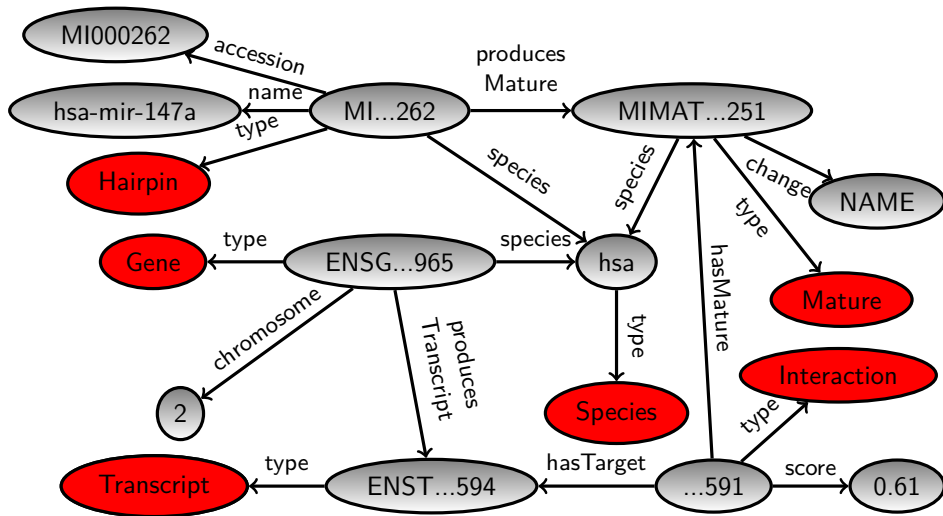 MI000262
accession
produces
Mature
name
hsa-mir-147a
MI...262
MIMAT...251
type
Hairpin
species
species
change
NAME
type
Gene
type
ENSG...965
species
hsa
hasMature
Mature
chromosome
produces
Transcript
type
Interaction
2
Species
type
Transcript
type
ENST...594
hasTarget
...591
score
0.61